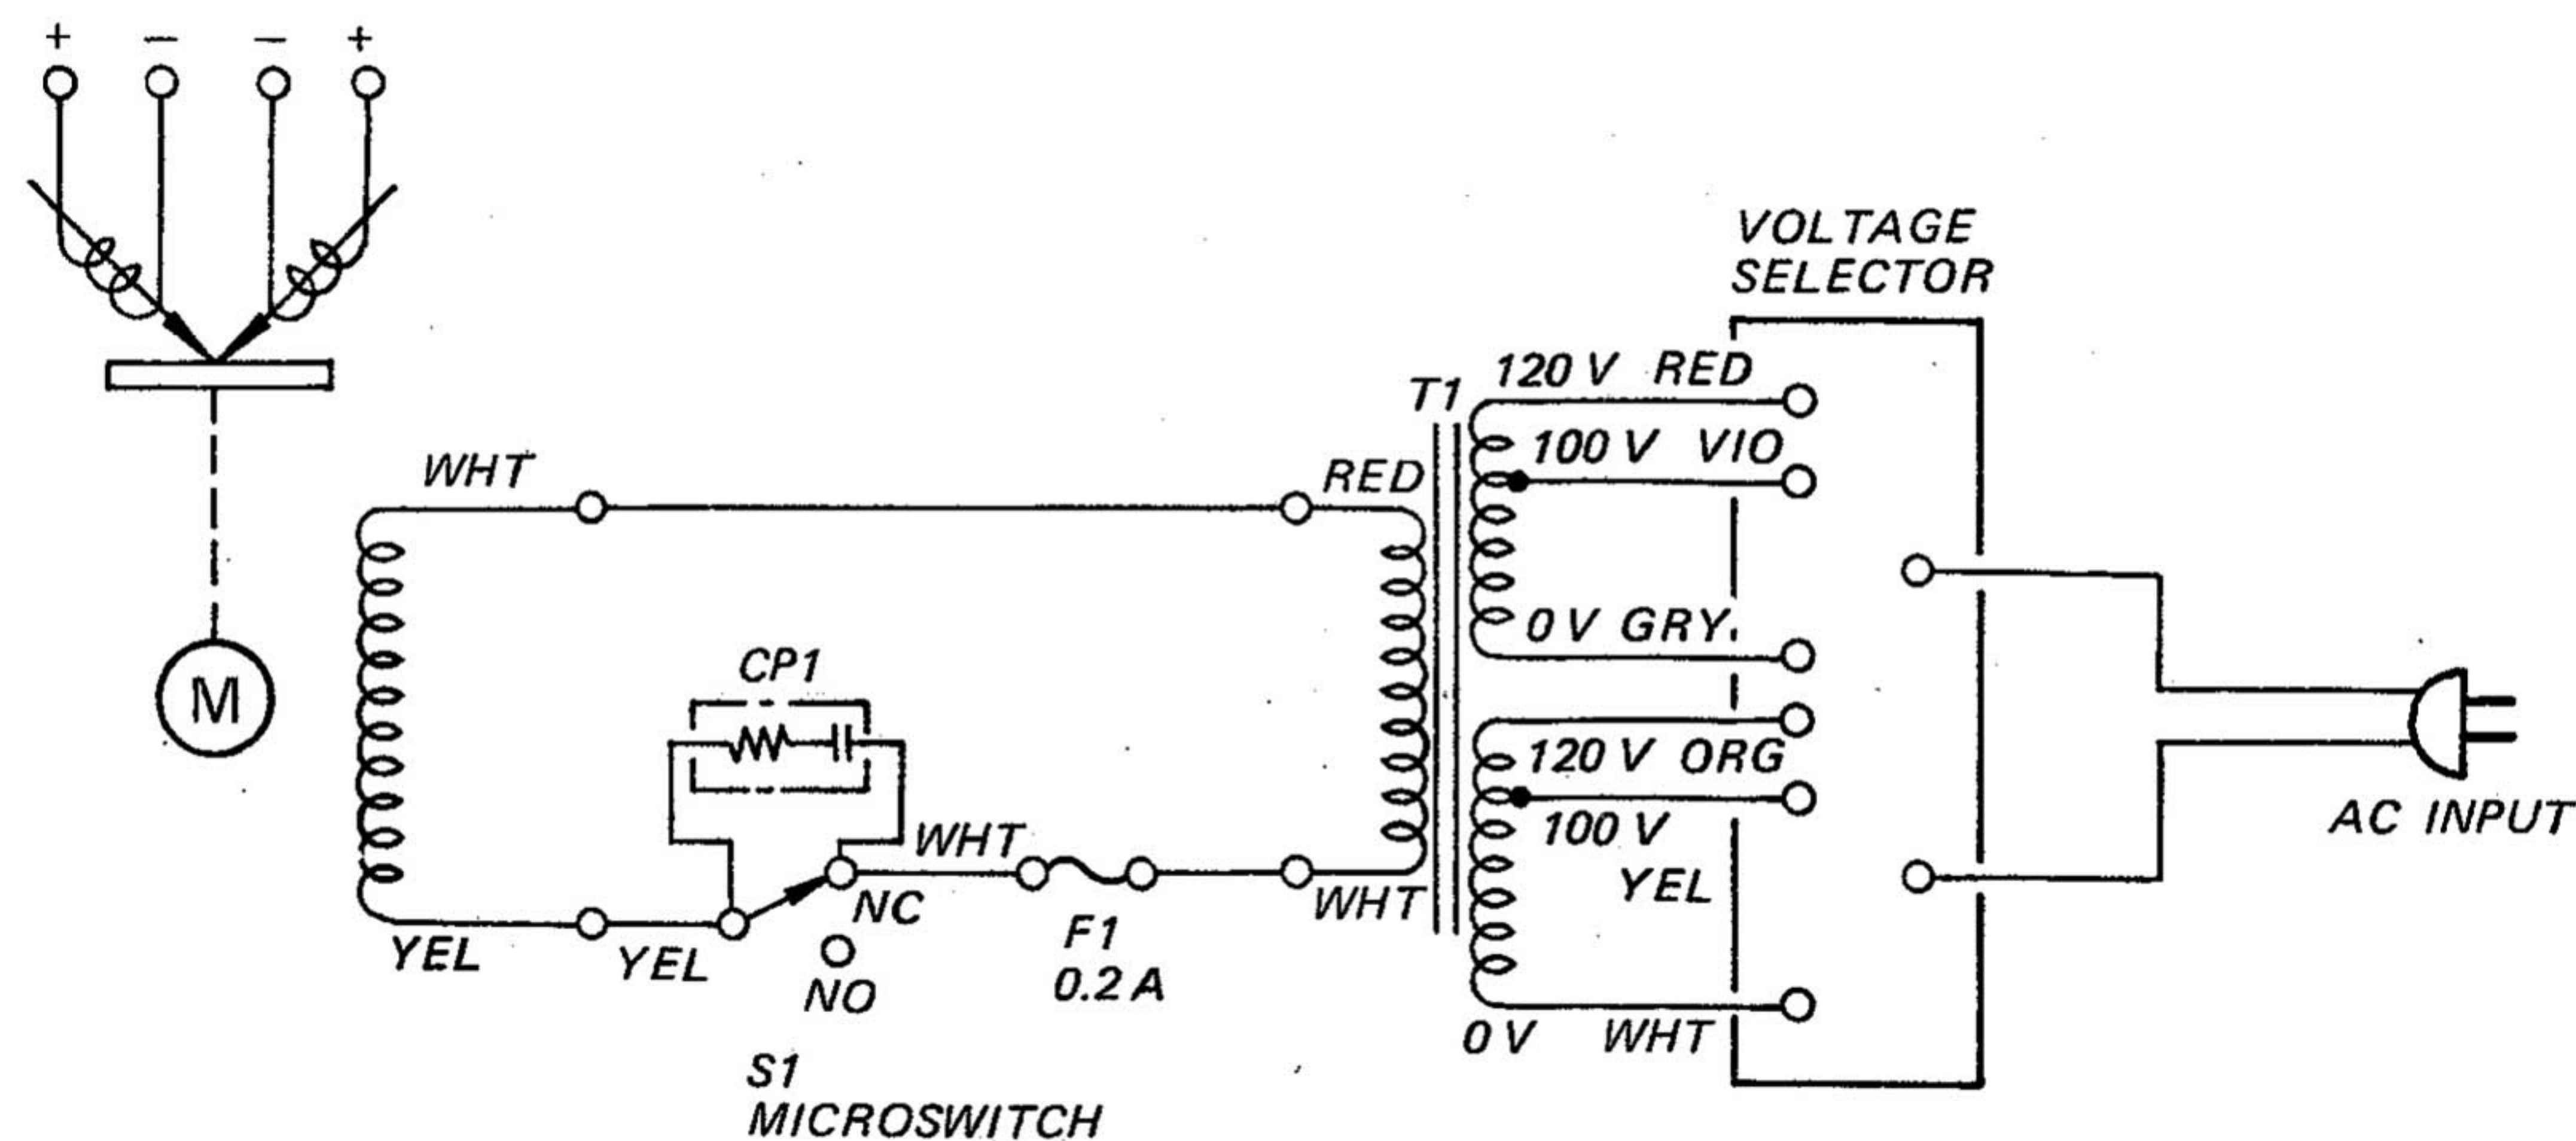 + − − +
VOLTAGE
SELECTOR
120 V RED
T1
100 V VIO
WHT
RED
0 V GRY
CP1
M
120 V ORG
AC INPUT
WHT
100 V
YEL
NC
WHT
F1
YEL
YEL
0.2 A
NO
0 V WHT
S1
MICROSWITCH